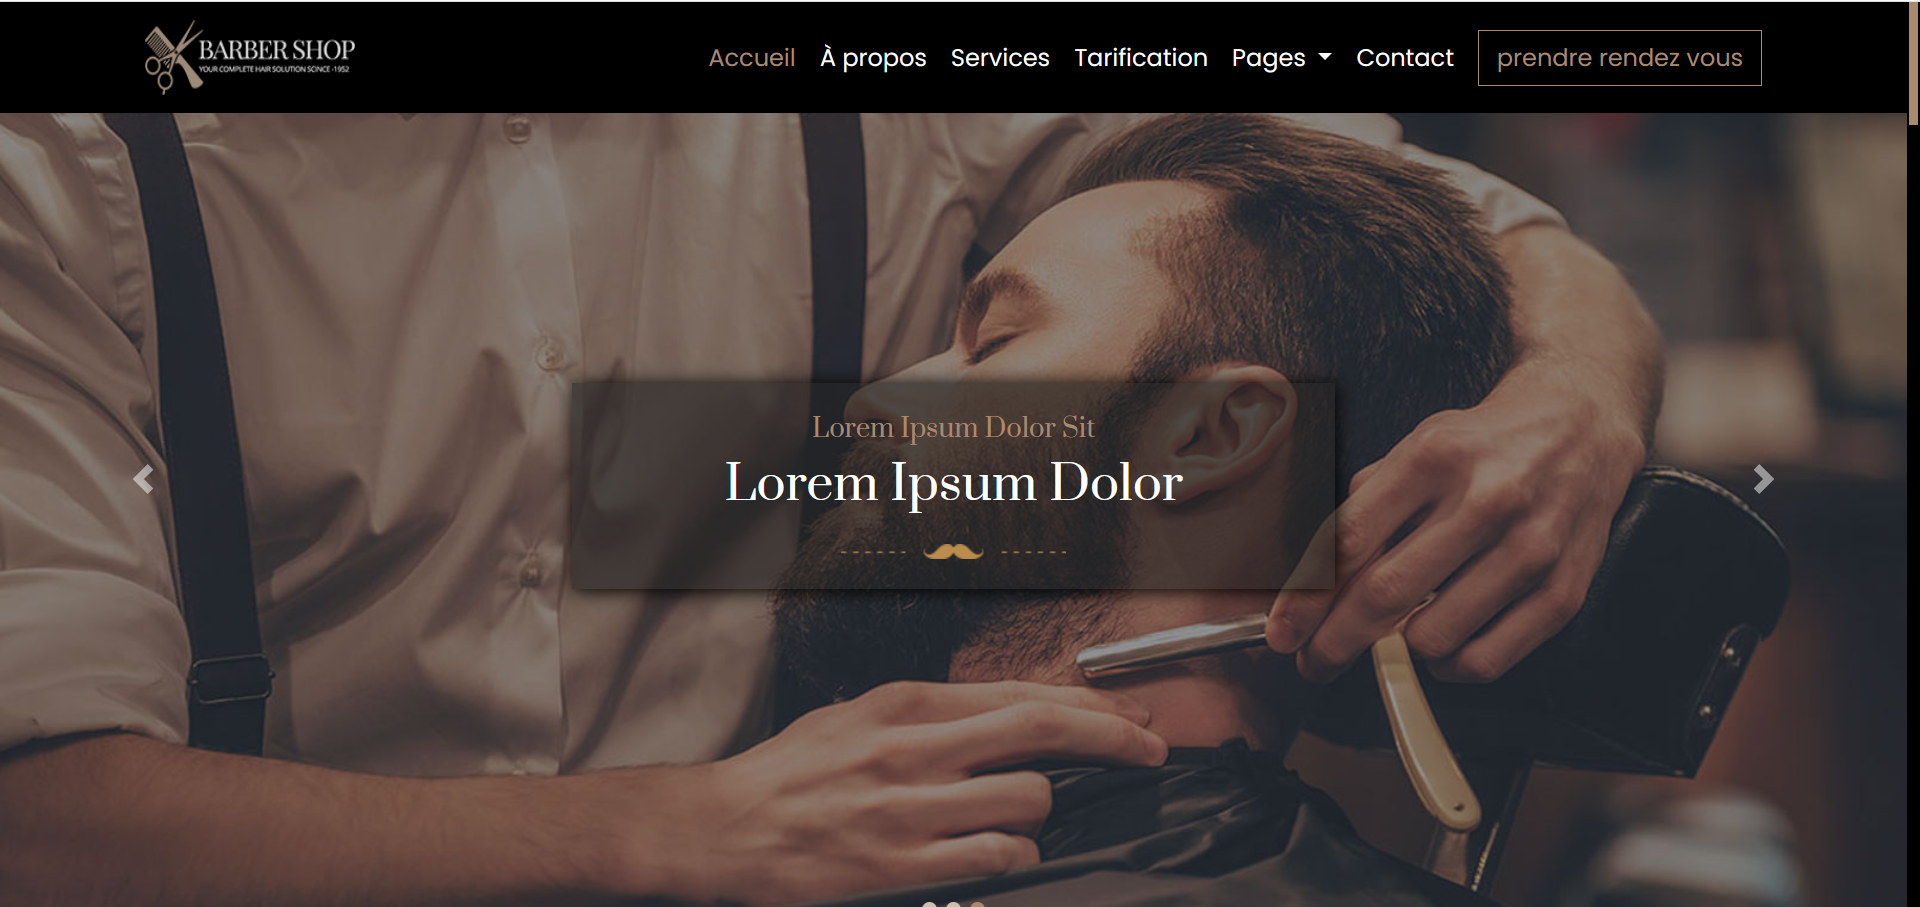 BARBER SHOP
YOUR COMPLETE HAIR SOLUTION SCINCE -1952
Accueil À propos Services Tarification Pages Contact prendre rendez vous
Lorem Ipsum Dolor Sit
Lorem Ipsum Dolor